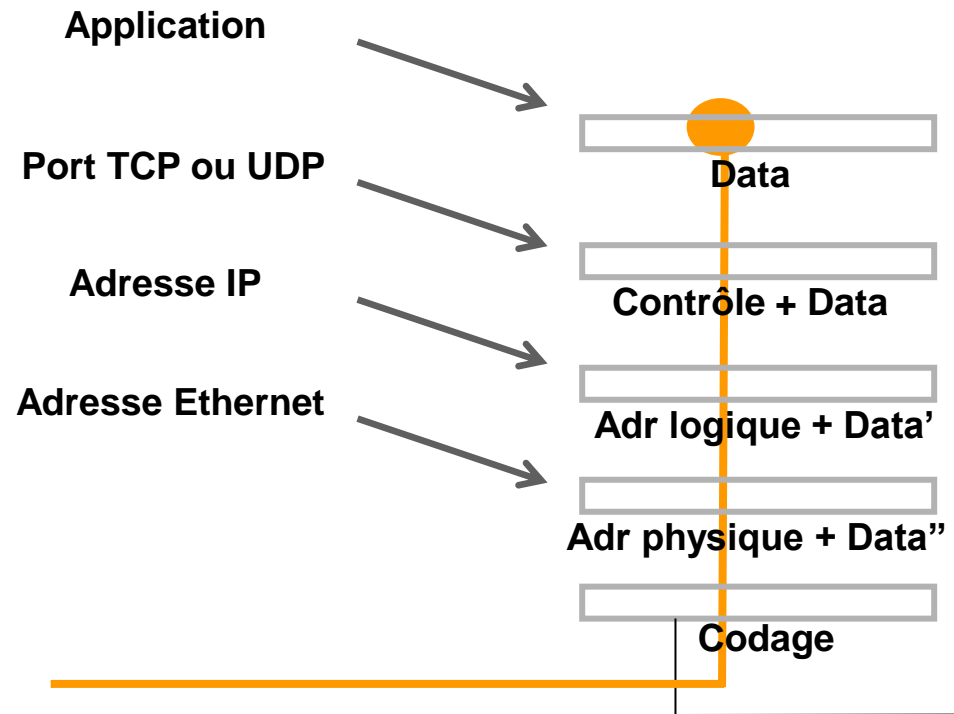 Application
Data
Port TCP ou UDP
Contrôle + Data
Adresse IP
Adr logique + Data’
Adresse Ethernet
Adr physique + Data”
Codage